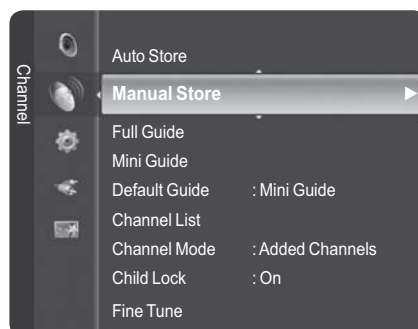 Channel
Auto Store
Manual Store
Full Guide
Mini Guide
Default Guide : Mini Guide
Channel List
Channel Mode : Added Channels
Child Lock : On
Fine Tune